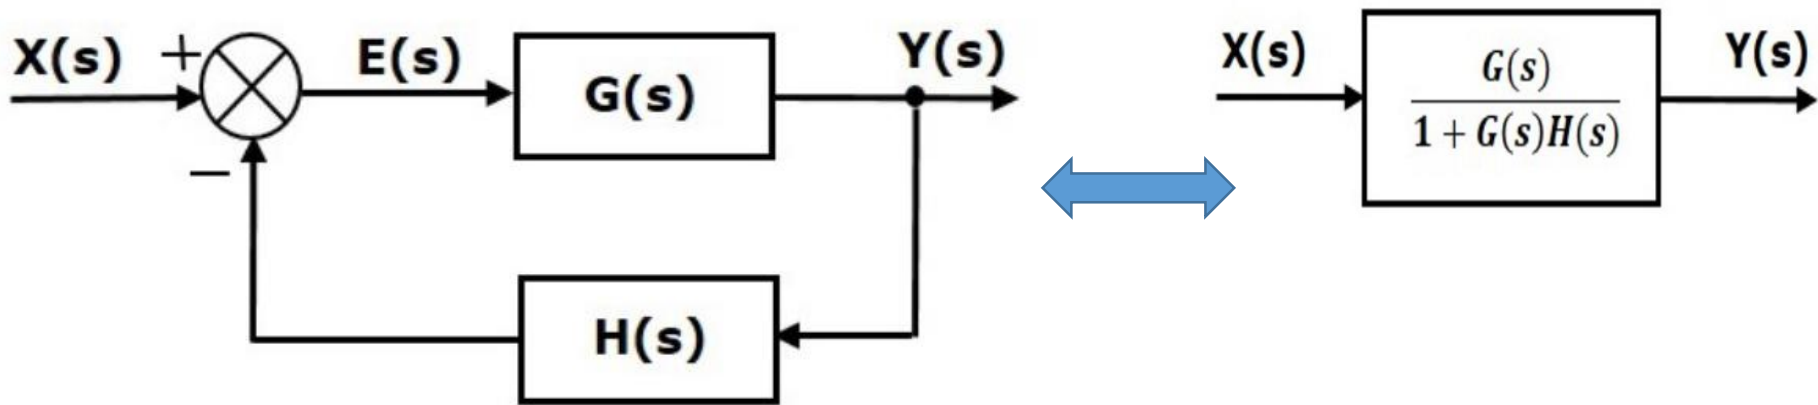 X(s) + E(s) G(s) Y(s)
−
H(s)
X(s) G(s) Y(s)
1 + G(s)H(s)